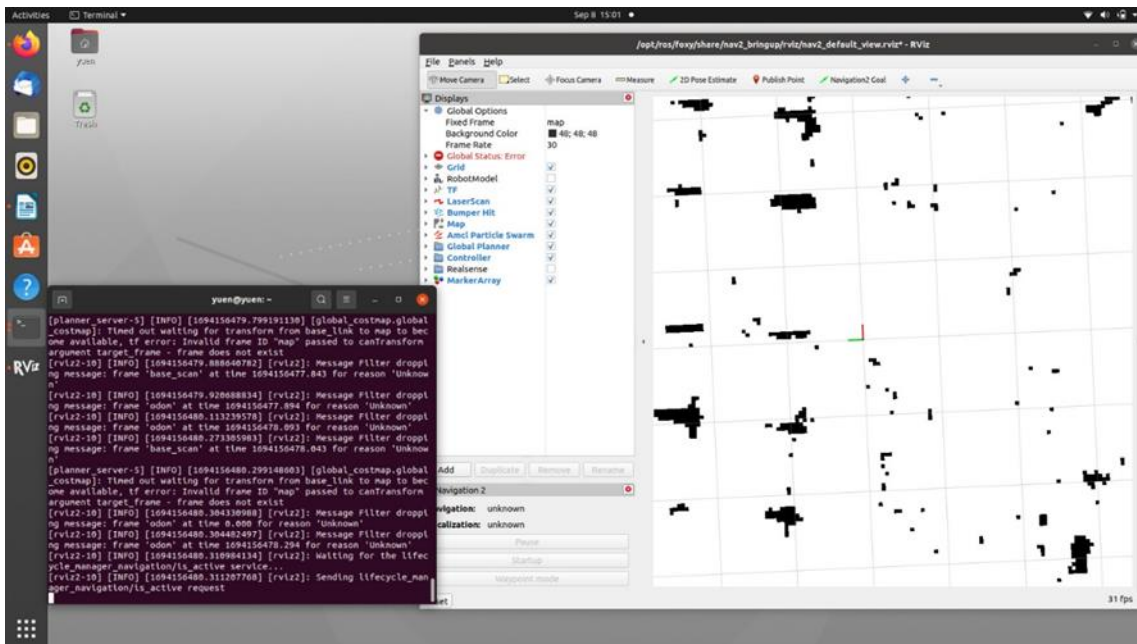 Activities
Terminal
Sep 8 15:01
yuen
Trash
RViz
/opt/ros/foxy/share/nav2_bringup/rviz/nav2_default_view.rviz* - RViz
File Panels Help
Move Camera Select Focus Camera Measure 2D Pose Estimate Publish Point Navigation2 Goal
Displays
Global Options
Fixed Frame map
Background Color 48; 48; 48
Frame Rate 30
Global Status: Error
Grid
RobotModel
TF
LaserScan
Bumper Hit
Map
Amcl Particle Swarm
Global Planner
Controller
Realsense
MarkerArray
Add Duplicate Remove Rename
Navigation 2
vigation: unknown
calization: unknown
Pause
Startup
Waypoint mode
et
31 fps
yuen@yuen: ~
[planner_server-5] [INFO] [1694156479.799191130] [global_costmap.global
_costmap]: Timed out waiting for transform from base_link to map to bec
ome available, tf error: Invalid frame ID "map" passed to canTransform
argument target_frame - frame does not exist
[rviz2-10] [INFO] [1694156479.888640782] [rviz2]: Message Filter droppi
ng message: frame 'base_scan' at time 1694156477.843 for reason 'Unknow
n'
[rviz2-10] [INFO] [1694156479.920688834] [rviz2]: Message Filter droppi
ng message: frame 'odom' at time 1694156477.894 for reason 'Unknown'
[rviz2-10] [INFO] [1694156480.113239578] [rviz2]: Message Filter droppi
ng message: frame 'odom' at time 1694156478.093 for reason 'Unknown'
[rviz2-10] [INFO] [1694156480.273305983] [rviz2]: Message Filter droppi
ng message: frame 'base_scan' at time 1694156478.043 for reason 'Unknow
n'
[planner_server-5] [INFO] [1694156480.299148603] [global_costmap.global
_costmap]: Timed out waiting for transform from base_link to map to bec
ome available, tf error: Invalid frame ID "map" passed to canTransform
argument target_frame - frame does not exist
[rviz2-10] [INFO] [1694156480.304330988] [rviz2]: Message Filter droppi
ng message: frame 'odom' at time 0.000 for reason 'Unknown'
[rviz2-10] [INFO] [1694156480.304402497] [rviz2]: Message Filter droppi
ng message: frame 'odom' at time 1694156478.294 for reason 'Unknown'
[rviz2-10] [INFO] [1694156480.310984134] [rviz2]: Waiting for the lifec
ycle_manager_navigation/is_active service...
[rviz2-10] [INFO] [1694156480.311207768] [rviz2]: Sending lifecycle_man
ager_navigation/is_active request